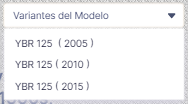 Variantes del Modelo
YBR 125 ( 2005 )
YBR 125 ( 2010 )
YBR 125 ( 2015 )